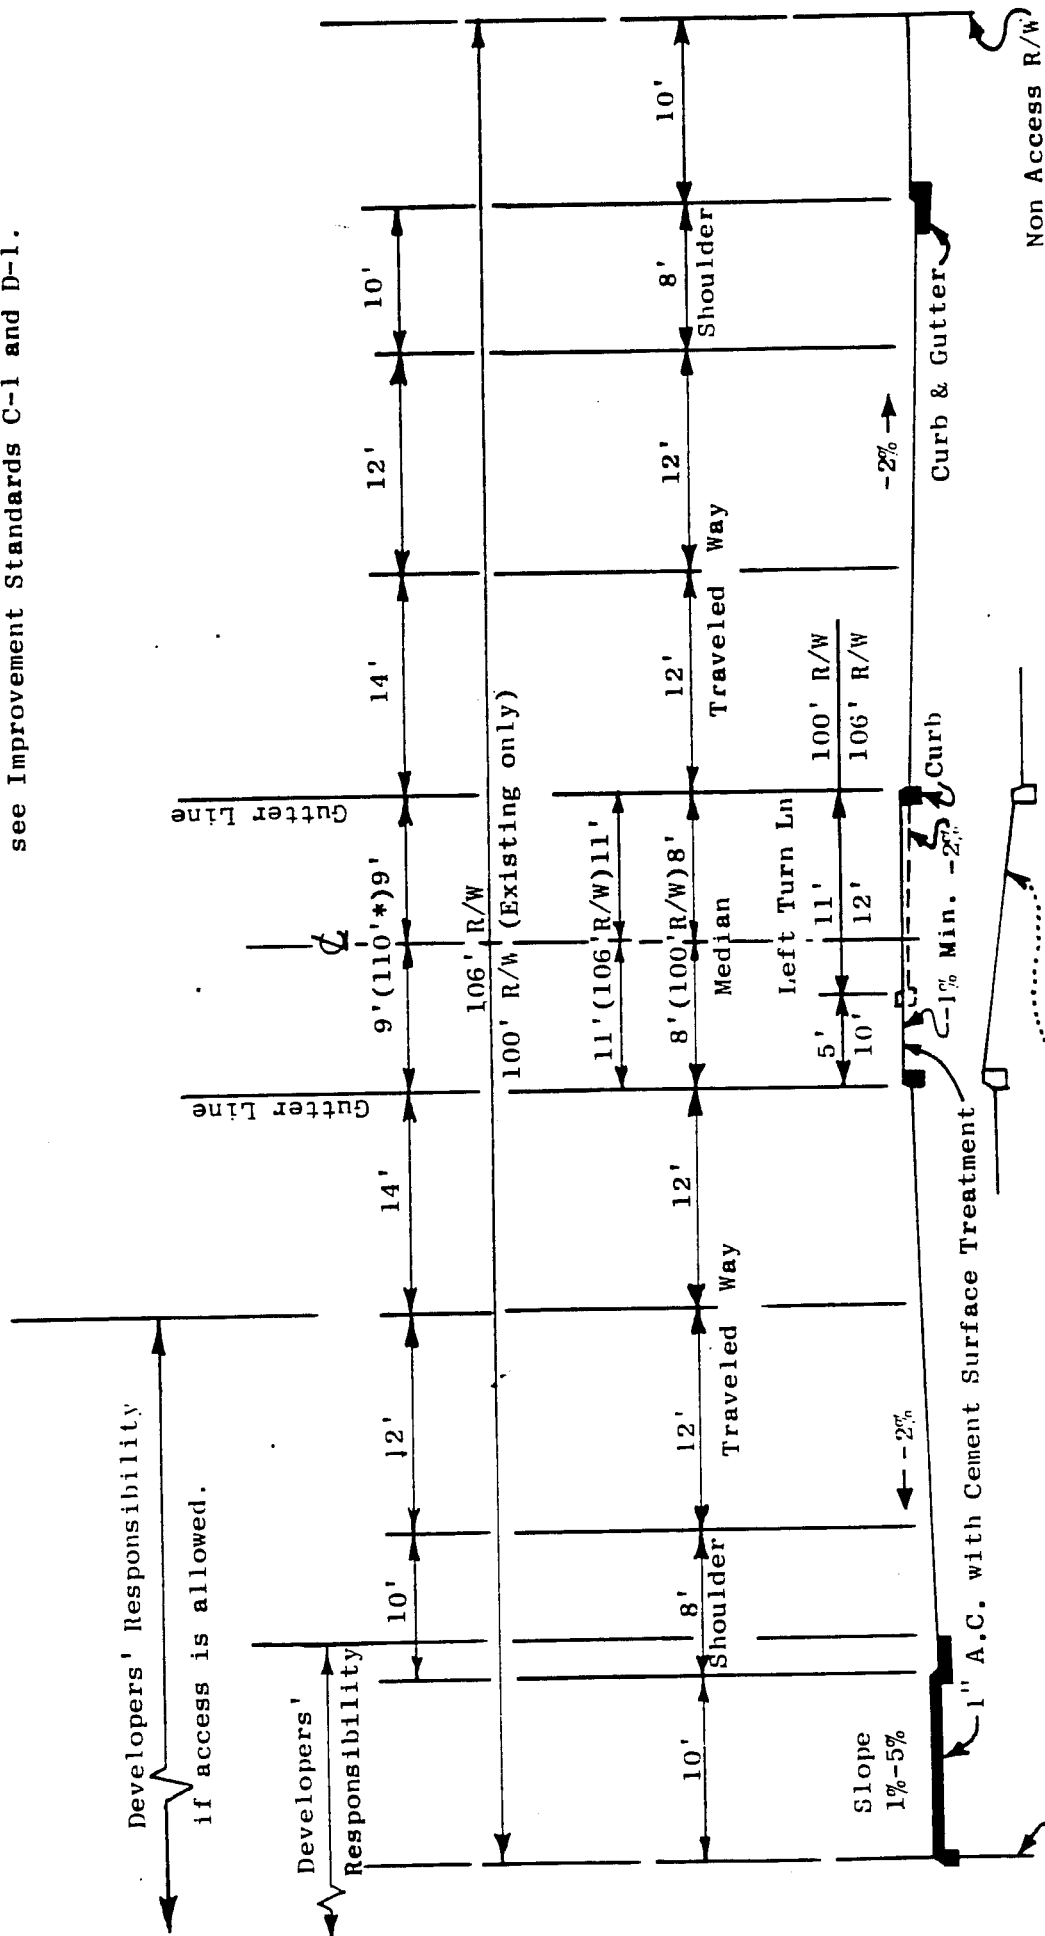 see Improvement Standards C-1 and D-1.
Developers' Responsibility
if access is allowed.
Developers'
Responsibility
Gutter Line
Gutter Line
℄
10'
12'
14'
9'(110'*)9'
14'
12'
10'
106' R/W
100' R/W (Existing only)
11'(106'R/W)11'
10'
8'
12'
12'
8'(100'R/W)8'
12'
12'
8'
10'
Shoulder
Traveled Way
Median
Traveled Way
Shoulder
Left Turn Ln
5'
11'
100' R/W
10'
12'
106' R/W
Slope
1%-5%
-2%
-2%
-1% Min. -2%
Curb
Curb & Gutter
1" A.C. with Cement Surface Treatment
Non Access R/W